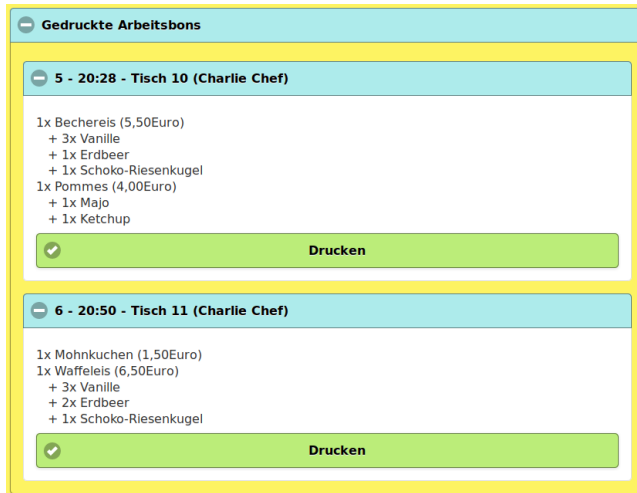 Gedruckte Arbeitsbons
5 - 20:28 - Tisch 10 (Charlie Chef)
1x Bechereis (5,50Euro)
+ 3x Vanille
+ 1x Erdbeer
+ 1x Schoko-Riesenkugel
1x Pommes (4,00Euro)
+ 1x Majo
+ 1x Ketchup
Drucken
6 - 20:50 - Tisch 11 (Charlie Chef)
1x Mohnkuchen (1,50Euro)
1x Waffeleis (6,50Euro)
+ 3x Vanille
+ 2x Erdbeer
+ 1x Schoko-Riesenkugel
Drucken